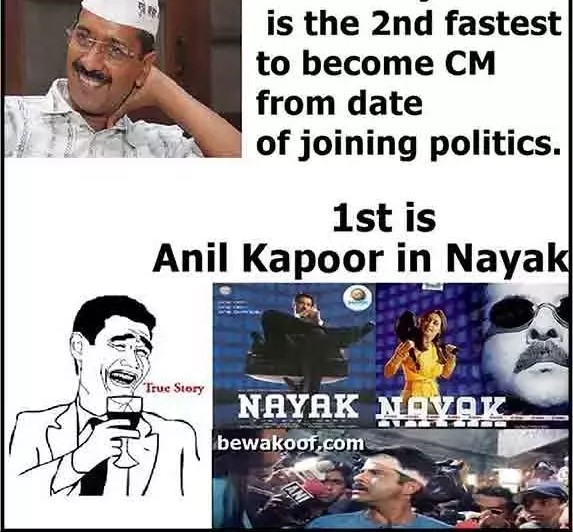 is the 2nd fastest
to become CM
from date
of joining politics.
1st is
Anil Kapoor in Nayak
True Story
NAYAK
NAYAK
bewakoof.com
ANI